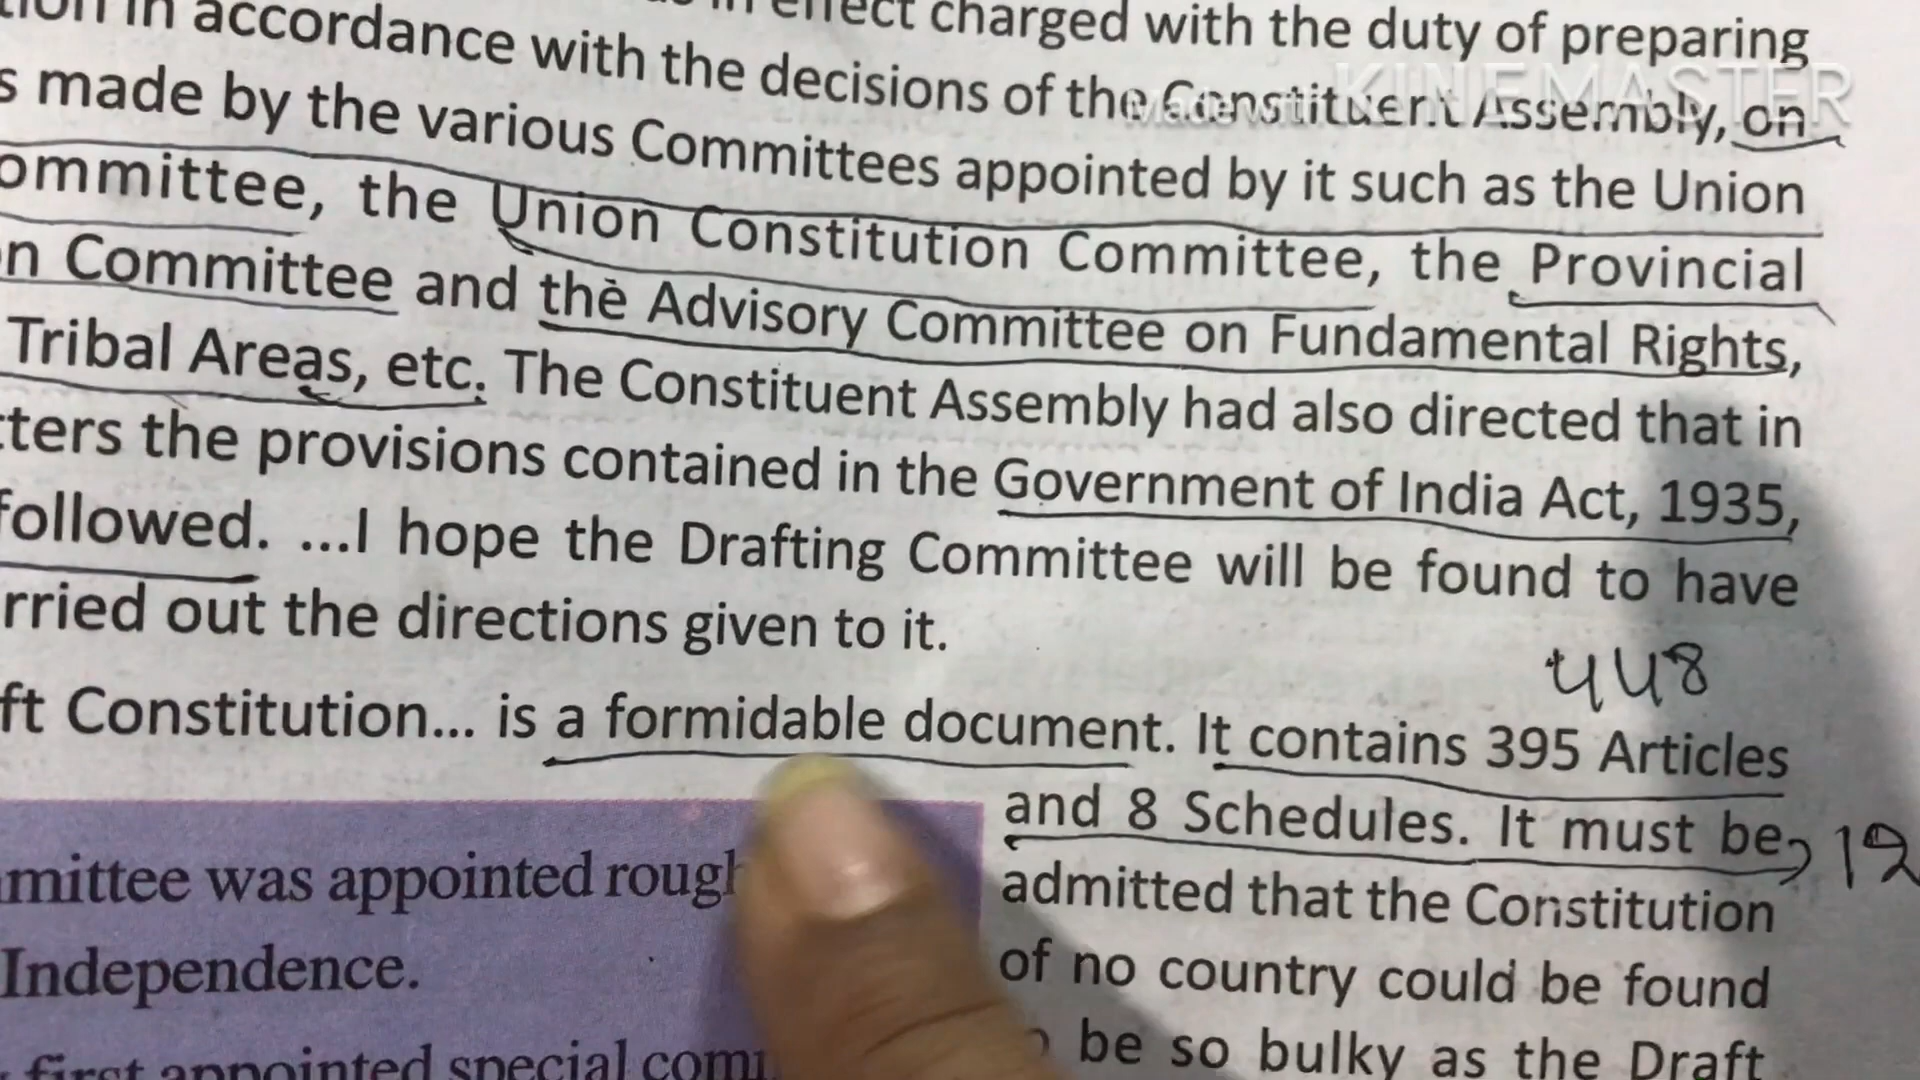 in effect charged with the duty of preparing
in accordance with the decisions of the Constituent Assembly, on
made by the various Committees appointed by it such as the Union
ommittee, the Union Constitution Committee, the Provincial
n Committee and the Advisory Committee on Fundamental Rights,
Tribal Areas, etc. The Constituent Assembly had also directed that in
tters the provisions contained in the Government of India Act, 1935,
followed. ...I hope the Drafting Committee will be found to have
rried out the directions given to it.
448
ft Constitution... is a formidable document. It contains 395 Articles
and 8 Schedules. It must be 12
admitted that the Constitution
of no country could be found
be so bulky as the Draft
mittee was appointed rough
Independence.
first appointed special com
Made with KINEMASTER